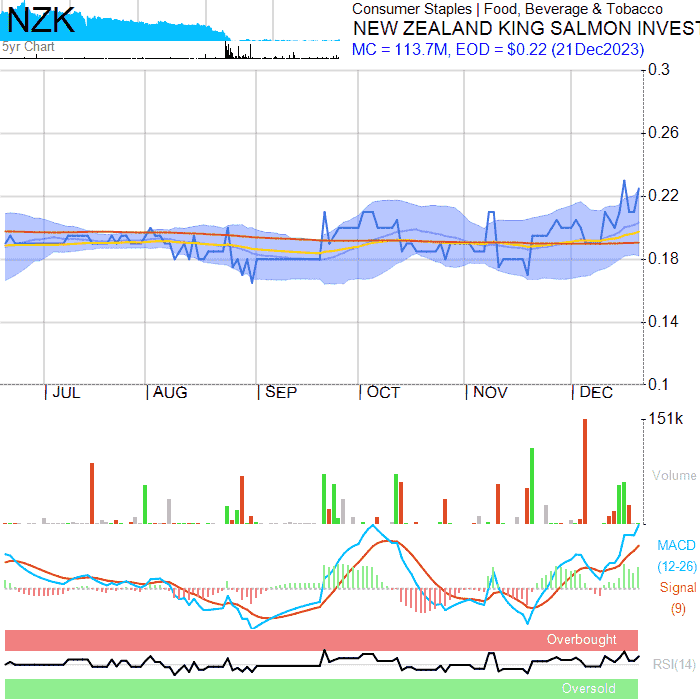 NZK
Consumer Staples | Food, Beverage & Tobacco
NEW ZEALAND KING SALMON INVEST
MC = 113.7M, EOD = $0.22 (21Dec2023)
5yr Chart
0.3
0.26
0.22
0.18
0.14
0.1
JUL AUG SEP OCT NOV DEC
151k
Volume
MACD
(12-26)
Signal
(9)
Overbought
RSI(14)
Oversold